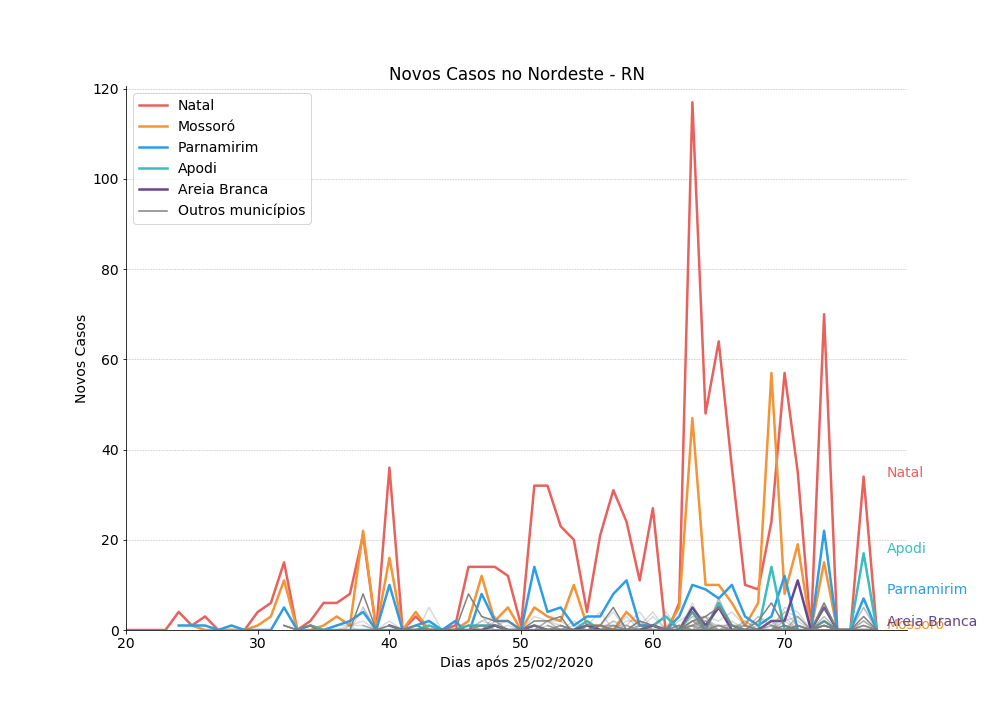 Novos Casos no Nordeste - RN
120
100
80
60
40
20
0
Novos Casos
Natal
Mossoró
Parnamirim
Apodi
Areia Branca
Outros municípios
Natal
Apodi
Parnamirim
Areia Branca
Mossoró
20 30 40 50 60 70
Dias após 25/02/2020